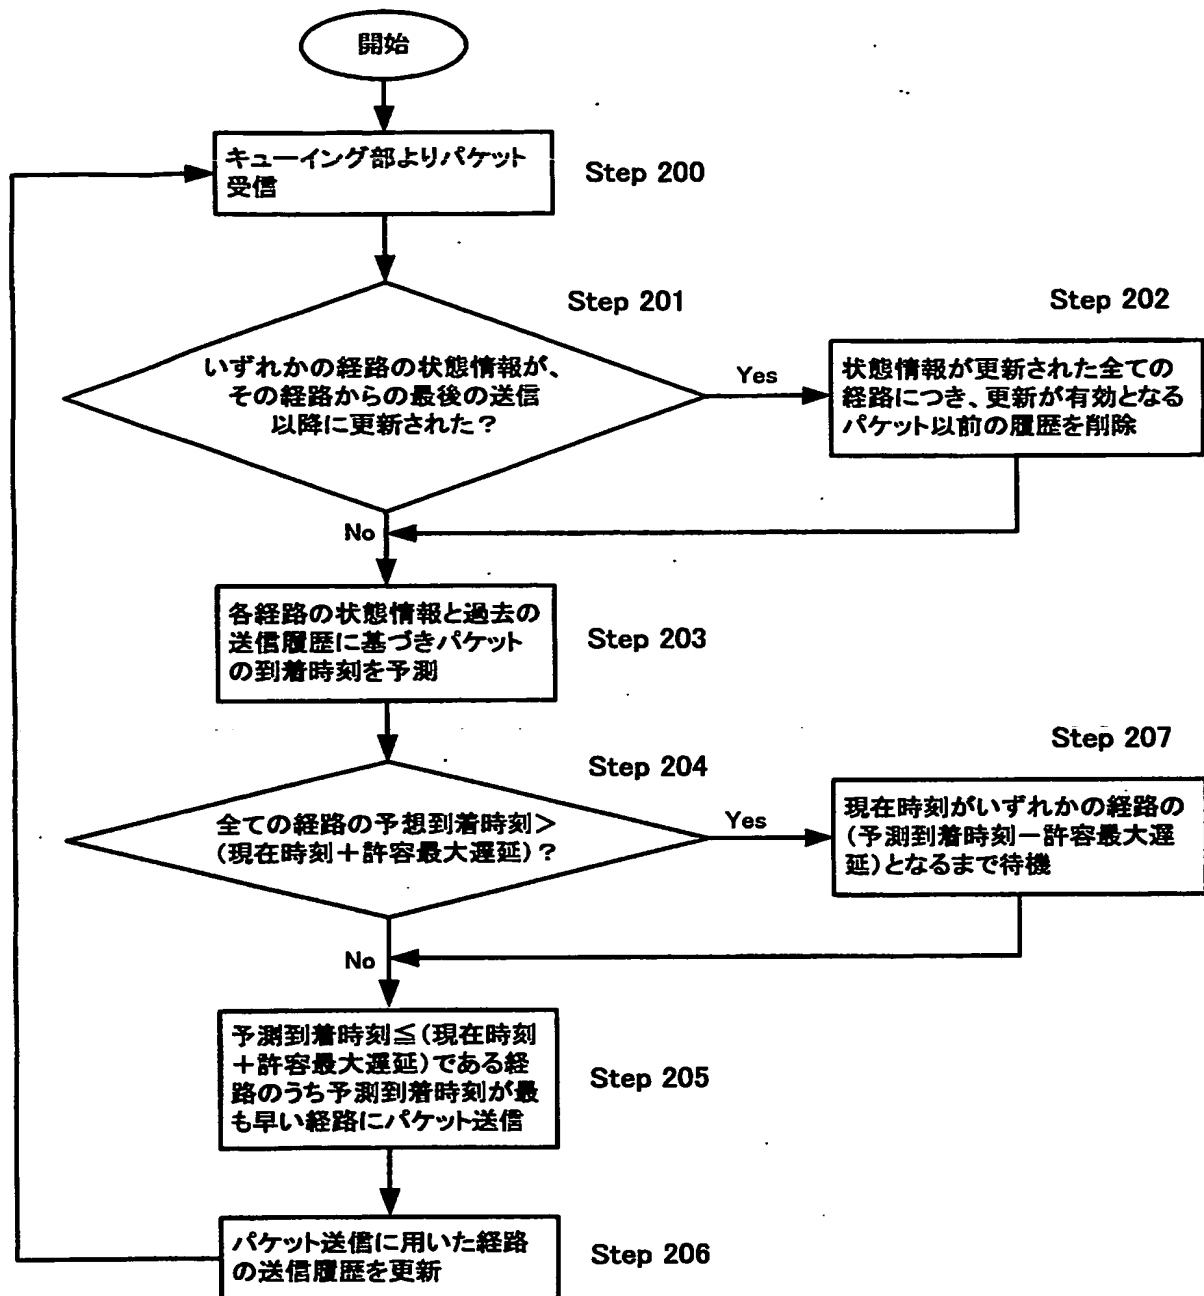 開始
キューイング部よりパケット
受信
Step 200
Step 201
いずれかの経路の状態情報が、
その経路からの最後の送信
以降に更新された？
Yes
Step 202
状態情報が更新された全ての
経路につき、更新が有効となる
パケット以前の履歴を削除
No
各経路の状態情報と過去の
送信履歴に基づきパケット
の到着時刻を予測
Step 203
Step 204
全ての経路の予想到着時刻＞
（現在時刻＋許容最大遅延）？
Yes
Step 207
現在時刻がいずれかの経路の
（予測到着時刻－許容最大遅
延）となるまで待機
No
予測到着時刻≦（現在時刻
＋許容最大遅延）である経
路のうち予測到着時刻が最
も早い経路にパケット送信
Step 205
パケット送信に用いた経路
の送信履歴を更新
Step 206